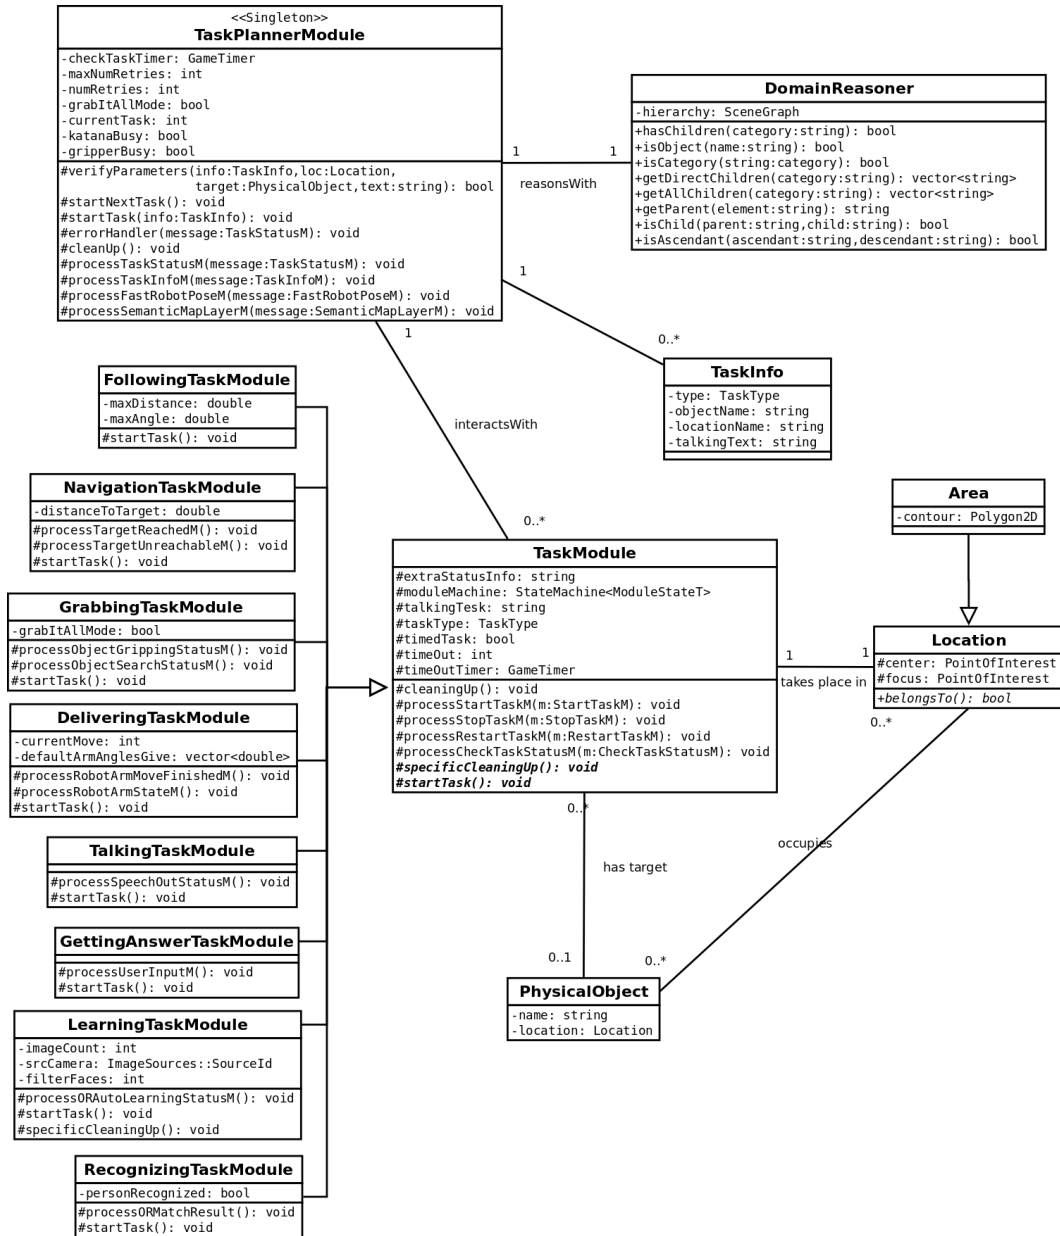 <<Singleton>>
TaskPlannerModule
-checkTaskTimer: GameTimer
-maxNumRetries: int
-numRetries: int
-grabItAllMode: bool
-currentTask: int
-katanaBusy: bool
-gripperBusy: bool
#verifyParameters(info:TaskInfo,loc:Location,
target:PhysicalObject,text:string): bool
#startNextTask(): void
#startTask(info:TaskInfo): void
#errorHandler(message:TaskStatusM): void
#cleanUp(): void
#processTaskStatusM(message:TaskStatusM): void
#processTaskInfoM(message:TaskInfoM): void
#processFastRobotPoseM(message:FastRobotPoseM): void
#processSemanticMapLayerM(message:SemanticMapLayerM): void
1
1
reasonsWith
DomainReasoner
-hierarchy: SceneGraph
+hasChildren(category:string): bool
+isObject(name:string): bool
+isCategory(string:category): bool
+getDirectChildren(category:string): vector<string>
+getAllChildren(category:string): vector<string>
+getParent(element:string): string
+isChild(parent:string,child:string): bool
+isAscendant(ascendant:string,descendant:string): bool
1
0..*
TaskInfo
-type: TaskType
-objectName: string
-locationName: string
-talkingText: string
1
interactsWith
0..*
FollowingTaskModule
-maxDistance: double
-maxAngle: double
#startTask(): void
NavigationTaskModule
-distanceToTarget: double
#processTargetReachedM(): void
#processTargetUnreachableM(): void
#startTask(): void
GrabbingTaskModule
-grabItAllMode: bool
#processObjectGrippingStatusM(): void
#processObjectSearchStatusM(): void
#startTask(): void
DeliveringTaskModule
-currentMove: int
-defaultArmAnglesGive: vector<double>
#processRobotArmMoveFinishedM(): void
#processRobotArmStateM(): void
#startTask(): void
TalkingTaskModule
#processSpeechOutStatusM(): void
#startTask(): void
GettingAnswerTaskModule
#processUserInputM(): void
#startTask(): void
LearningTaskModule
-imageCount: int
-srcCamera: ImageSources::SourceId
-filterFaces: int
#processORAutoLearningStatusM(): void
#startTask(): void
#specificCleaningUp(): void
RecognizingTaskModule
-personRecognized: bool
#processORMatchResult(): void
#startTask(): void
TaskModule
#extraStatusInfo: string
#moduleMachine: StateMachine<ModuleStateT>
#talkingTesk: string
#taskType: TaskType
#timedTask: bool
#timeOut: int
#timeOutTimer: GameTimer
#cleaningUp(): void
#processStartTaskM(m:StartTaskM): void
#processStopTaskM(m:StopTaskM): void
#processRestartTaskM(m:RestartTaskM): void
#processCheckTaskStatusM(m:CheckTaskStatusM): void
#specificCleaningUp(): void
#startTask(): void
1
1
takes place in
Area
-contour: Polygon2D
Location
#center: PointOfInterest
#focus: PointOfInterest
+belongsTo(): bool
0..*
occupies
0..*
0..*
has target
0..1
PhysicalObject
-name: string
-location: Location